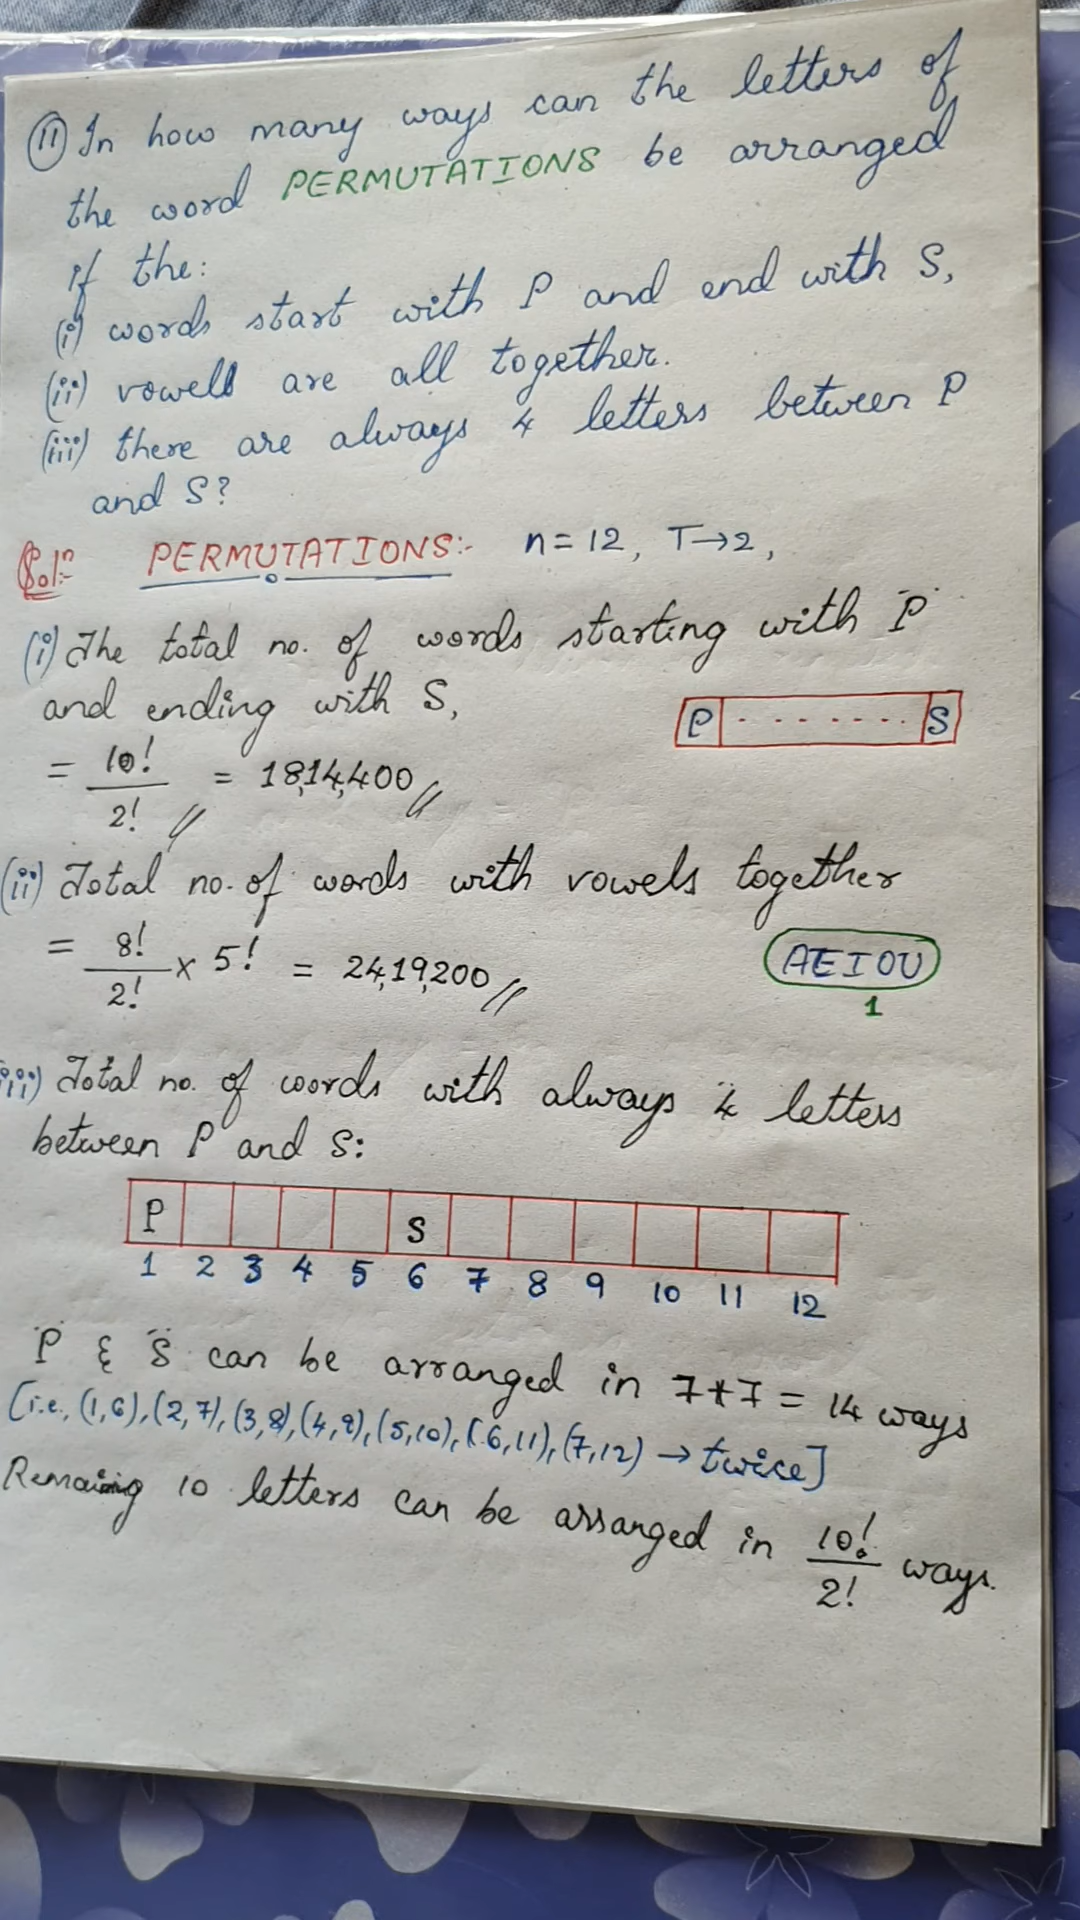 (11) In how many ways can the letters of
the word PERMUTATIONS be arranged
if the:
(i) words start with P and end with S,
(ii) vowels are all together.
(iii) there are always 4 letters between P
and S?
Sol:n PERMUTATIONS:- n=12, T→2,
(i) The total no. of words starting with P
and ending with S,
P - - - - - - - - S
= 10!/2! = 18,14,400
(ii) Total no. of words with vowels together
= 8!/2! × 5! = 24,19,200
AEIOU
1
iii) Total no. of words with always 4 letters
between P and S:
P S
1 2 3 4 5 6 7 8 9 10 11 12
P & S can be arranged in 7+7 = 14 ways
[i.e, (1,6), (2,7), (3,8), (4,9), (5,10), (6,11), (7,12) → twice]
Remaining 10 letters can be arranged in 10!/2! ways.